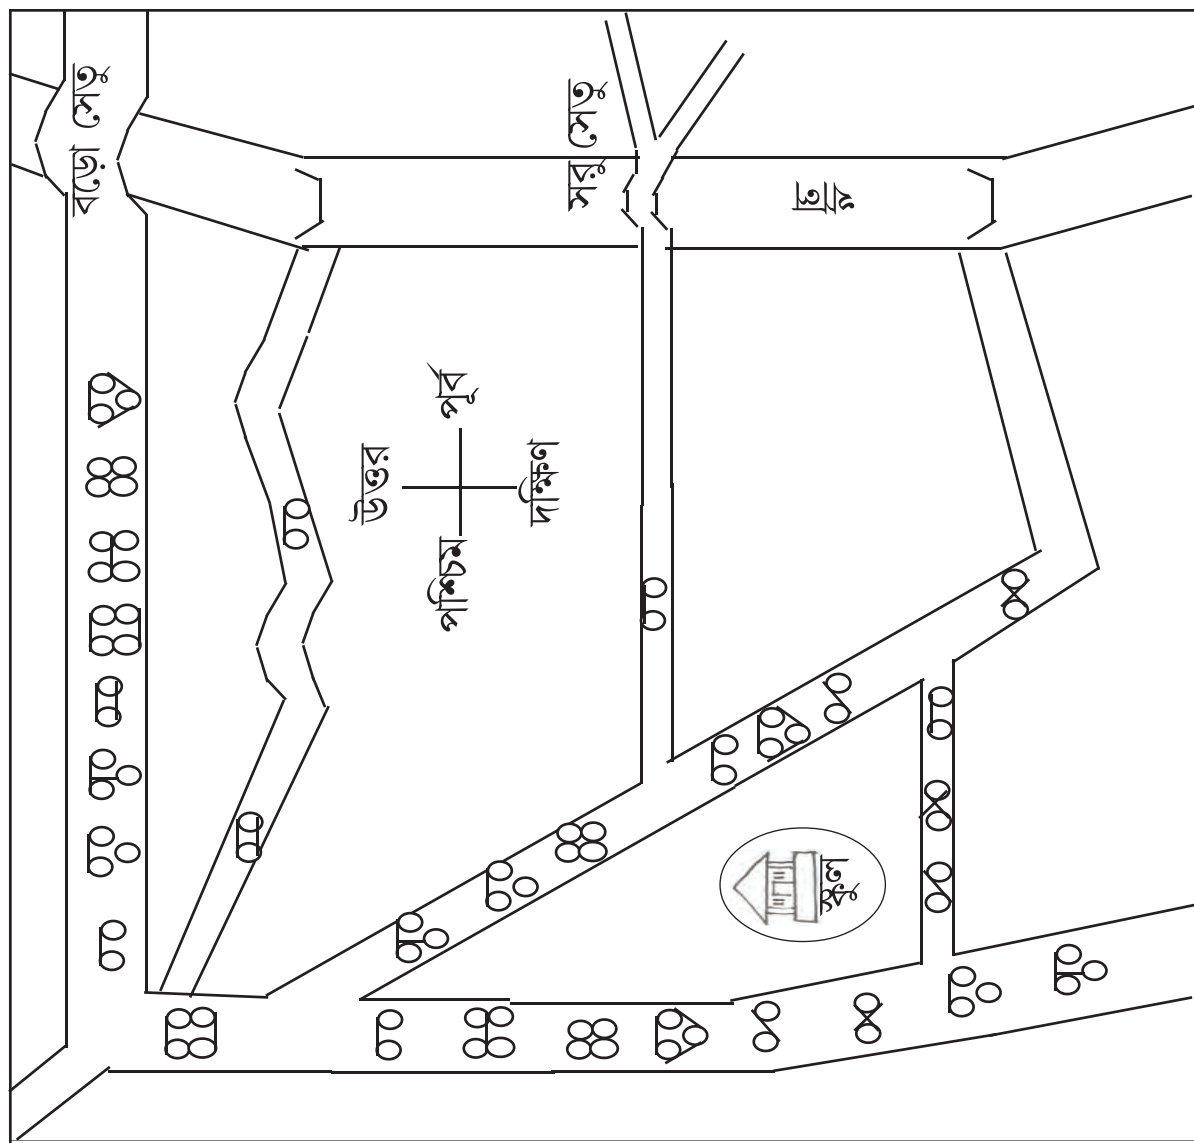 বড়ো সেতু
সরু সেতু
খাল
পূর্ব
উত্তর
দক্ষিণ
পশ্চিম
স্কুল